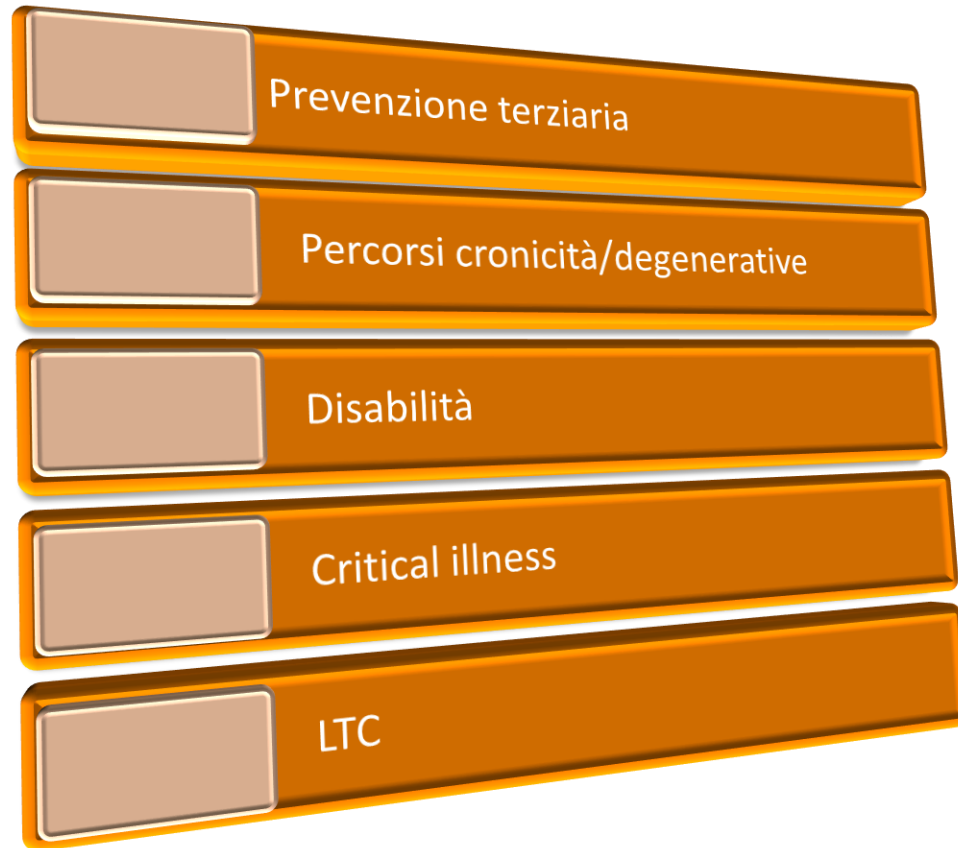 Prevenzione terziaria
Percorsi cronicità/degenerative
Disabilità
Critical illness
LTC